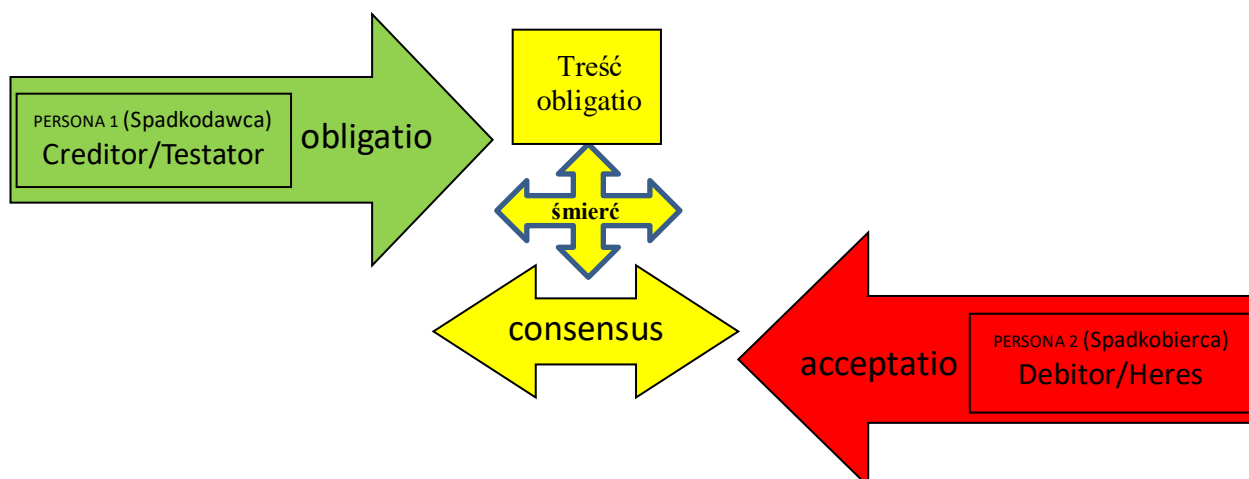 PERSONA 1 (Spadkodawca)
Creditor/Testator
obligatio
Treść
obligatio
śmierć
consensus
acceptatio
PERSONA 2 (Spadkobierca)
Debitor/Heres